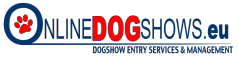 ONLINEDOGSHOWS.eu
DOGSHOW ENTRY SERVICES & MANAGEMENT